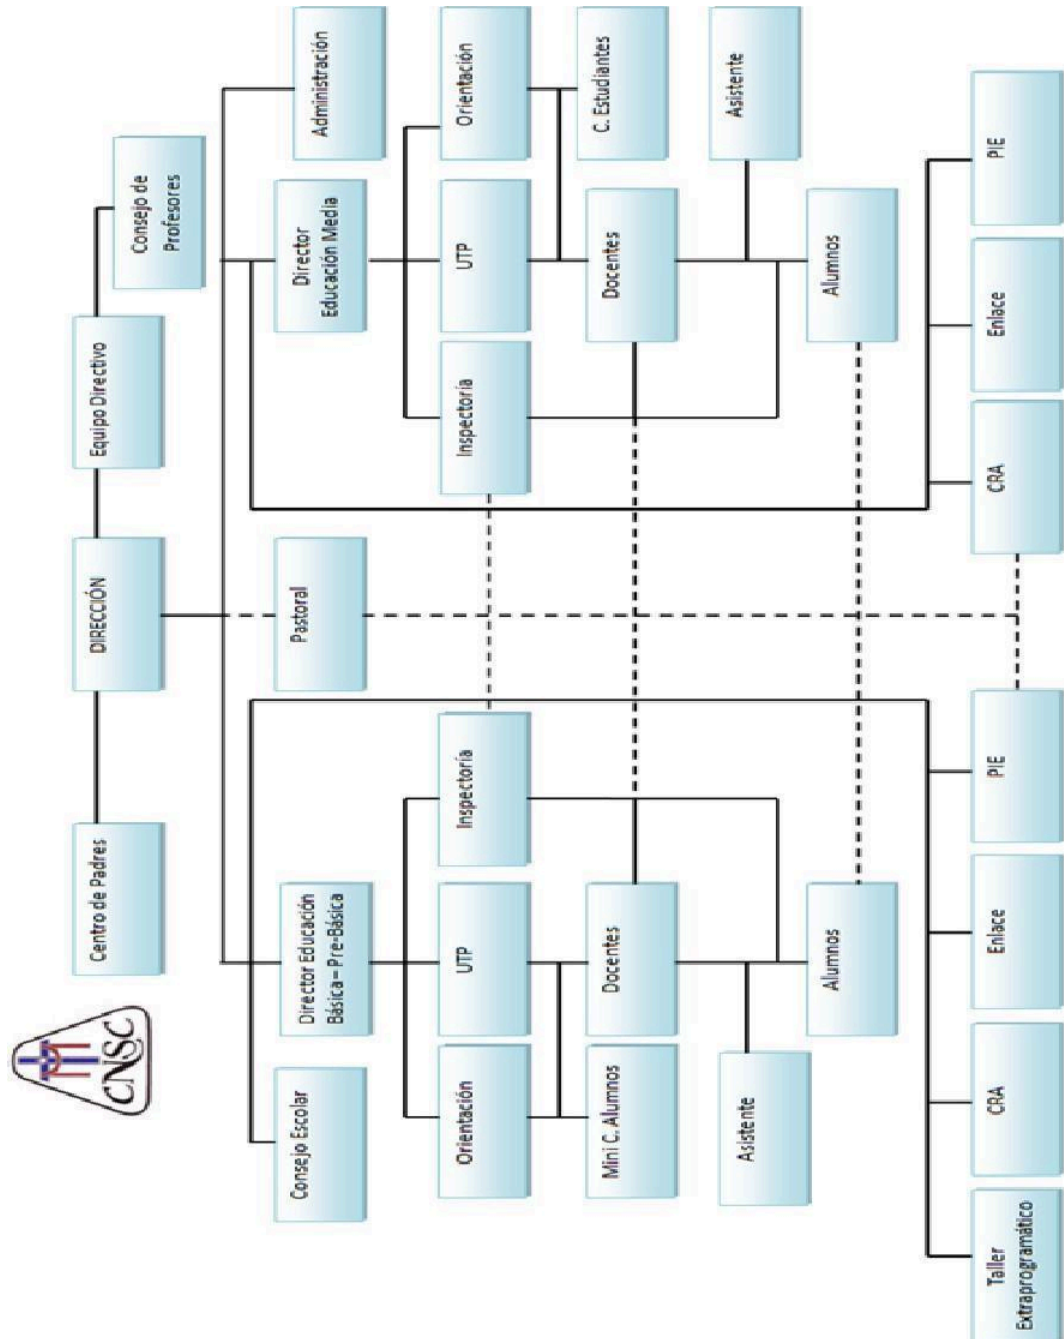 CNSC
Centro de Padres
DIRECCIÓN
Equipo Directivo
Consejo de
Profesores
Consejo Escolar
Director Educación
Básica – Pre-Básica
Pastoral
Director
Educación Media
Administración
Orientación
UTP
Inspectoría
Inspectoría
UTP
Orientación
Mini C. Alumnos
Docentes
Docentes
C. Estudiantes
Asistente
Asistente
Alumnos
Alumnos
Taller
Extraprogramático
CRA
Enlace
PIE
CRA
Enlace
PIE